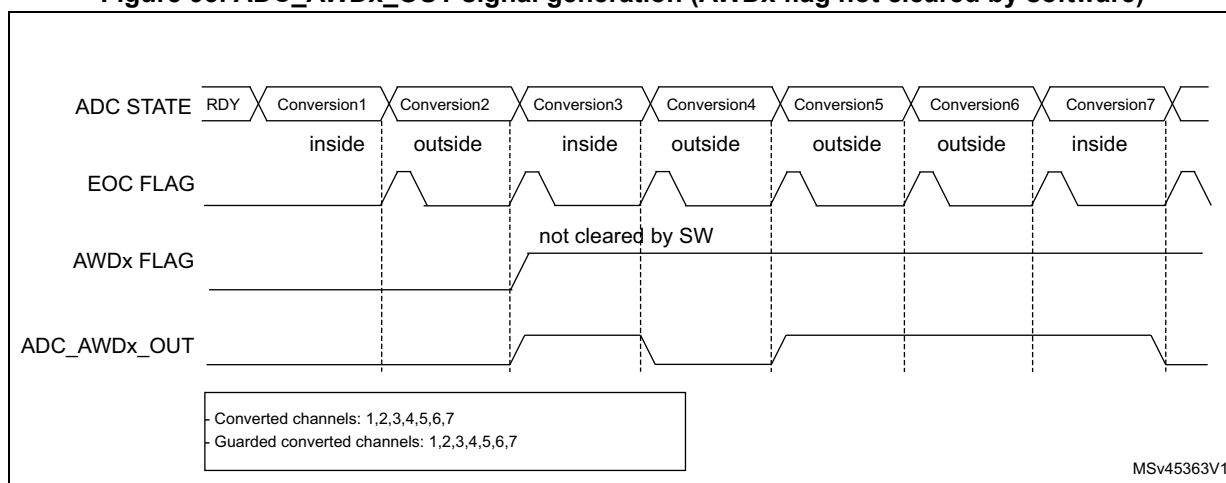 Figure 56. ADC_AWDx_OUT signal generation (AWDx flag not cleared by software)
ADC STATE RDY Conversion1 Conversion2 Conversion3 Conversion4 Conversion5 Conversion6 Conversion7
inside outside inside outside outside outside inside
EOC FLAG
not cleared by SW
AWDx FLAG
ADC_AWDx_OUT
- Converted channels: 1,2,3,4,5,6,7
- Guarded converted channels: 1,2,3,4,5,6,7
MSv45363V1